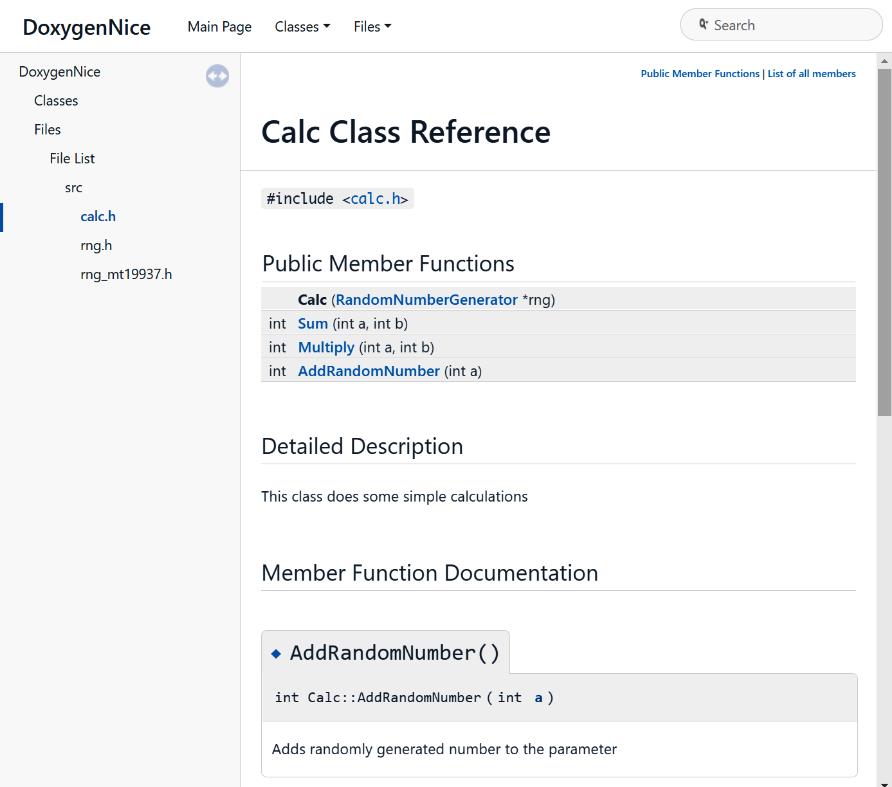 DoxygenNice Main Page Classes Files Search
DoxygenNice
Classes
Files
File List
src
calc.h
rng.h
rng_mt19937.h
Public Member Functions | List of all members
Calc Class Reference
#include <calc.h>
Public Member Functions
Calc (RandomNumberGenerator *rng)
int Sum (int a, int b)
int Multiply (int a, int b)
int AddRandomNumber (int a)
Detailed Description
This class does some simple calculations
Member Function Documentation
◆ AddRandomNumber()
int Calc::AddRandomNumber ( int a )
Adds randomly generated number to the parameter